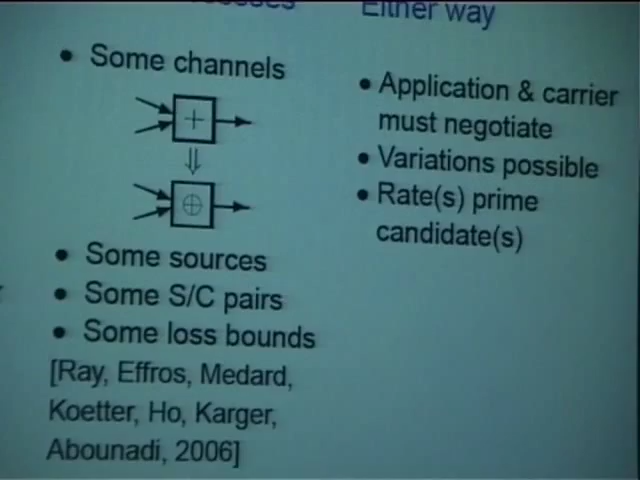 Either way
• Some channels
+
⇓
⊕
• Some sources
• Some S/C pairs
• Some loss bounds
[Ray, Effros, Medard,
Koetter, Ho, Karger,
Abounadi, 2006]
• Application & carrier
must negotiate
• Variations possible
• Rate(s) prime
candidate(s)